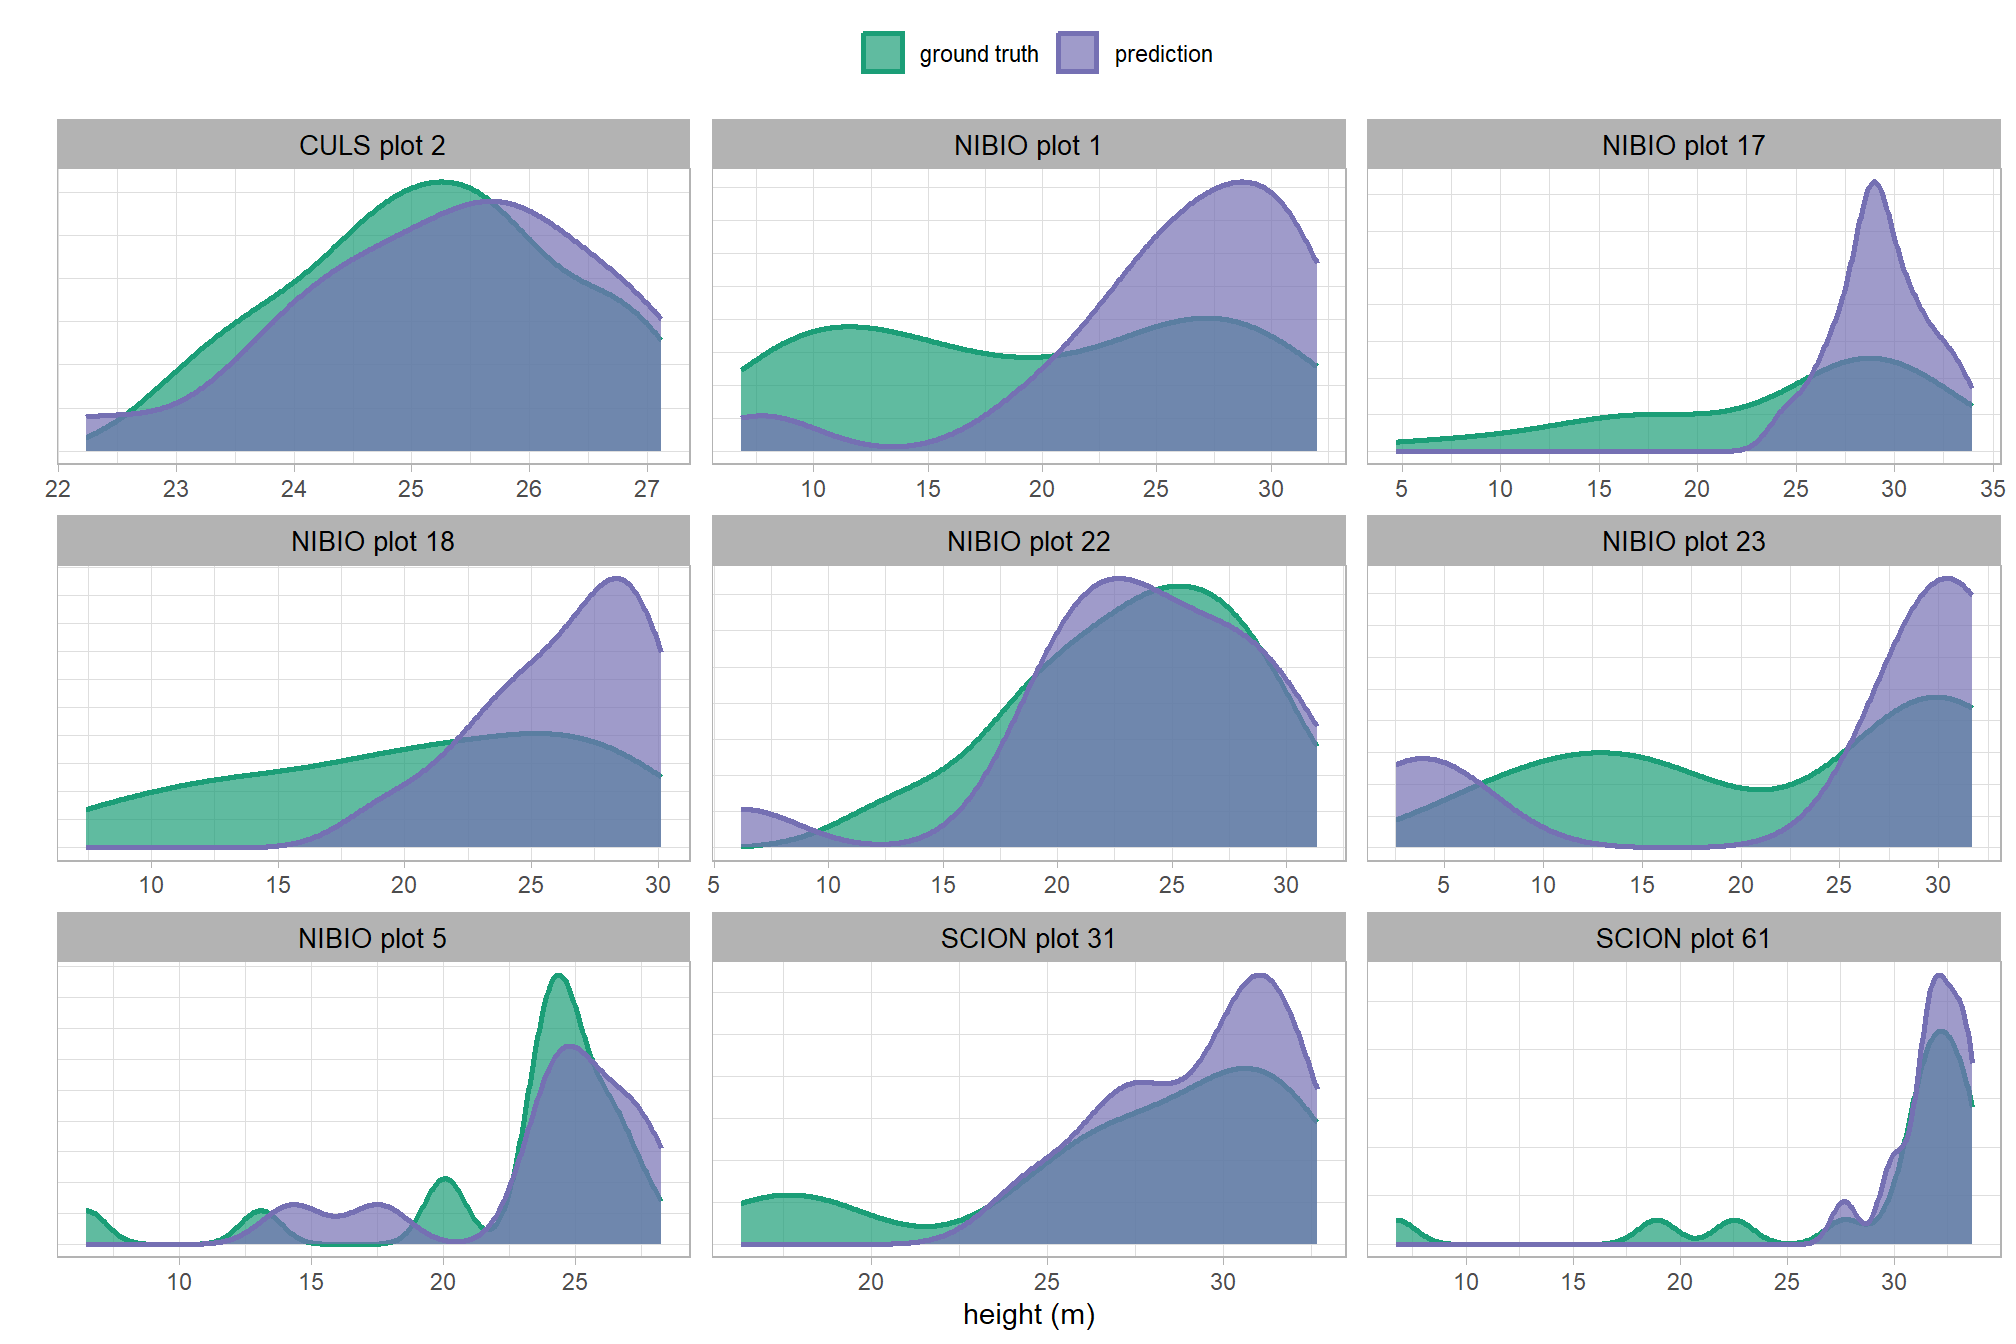 ground truth prediction
CULS plot 2 NIBIO plot 1 NIBIO plot 17
22 23 24 25 26 27 10 15 20 25 30 5 10 15 20 25 30 35
NIBIO plot 18 NIBIO plot 22 NIBIO plot 23
10 15 20 25 30 5 10 15 20 25 30 5 10 15 20 25 30
NIBIO plot 5 SCION plot 31 SCION plot 61
10 15 20 25 20 25 30 10 15 20 25 30
height (m)